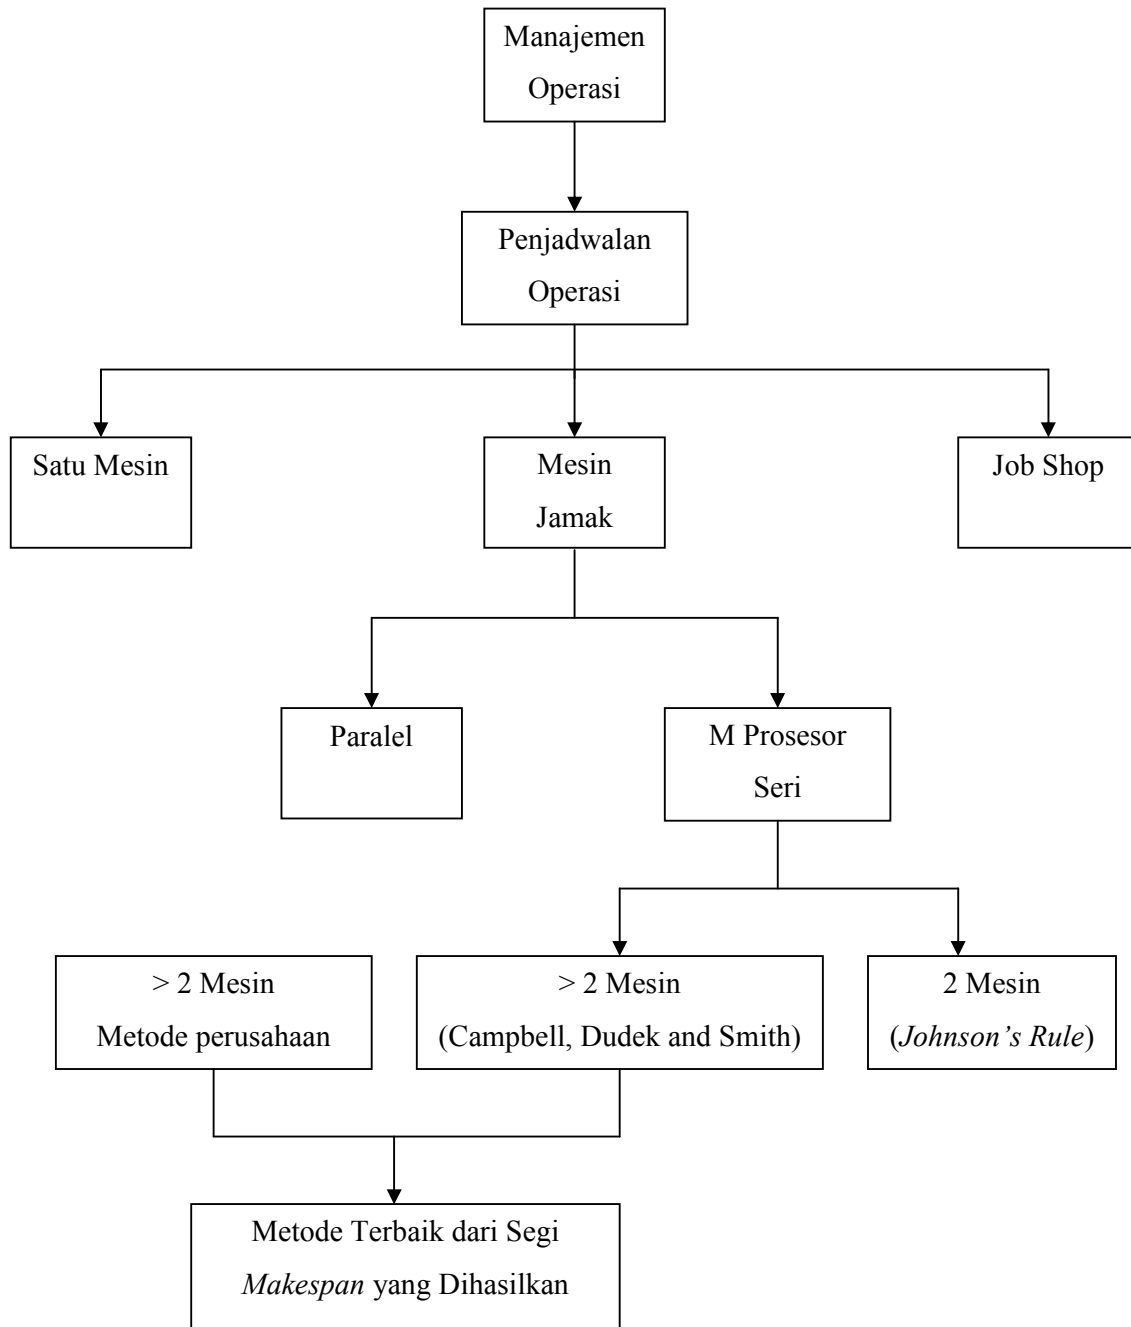 Manajemen
Operasi
Penjadwalan
Operasi
Satu Mesin
Mesin
Jamak
Job Shop
Paralel
M Prosesor
Seri
> 2 Mesin
Metode perusahaan
> 2 Mesin
(Campbell, Dudek and Smith)
2 Mesin
(Johnson’s Rule)
Metode Terbaik dari Segi
Makespan yang Dihasilkan